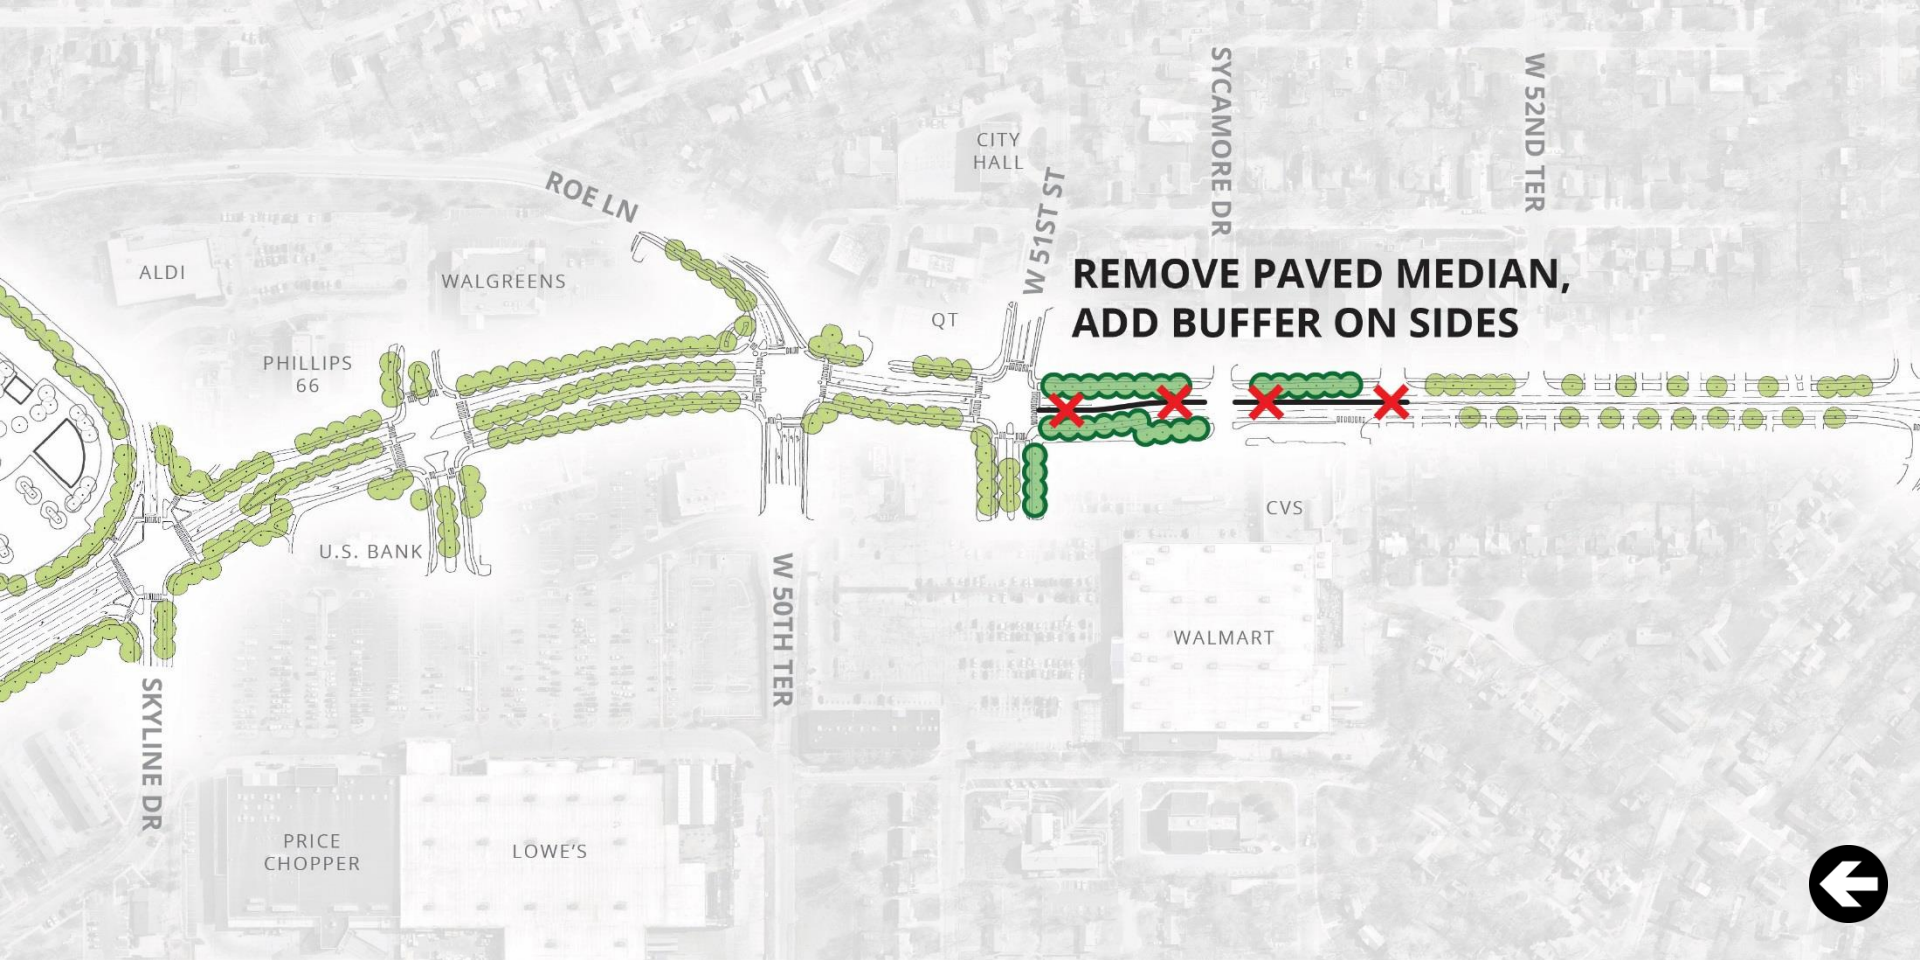 SYCAMORE DR
W 52ND TER
CITY
HALL
ROE LN
W 51ST ST
ALDI
WALGREENS
REMOVE PAVED MEDIAN,
ADD BUFFER ON SIDES
QT
PHILLIPS
66
CVS
U.S. BANK
W 50TH TER
WALMART
SKYLINE DR
PRICE
CHOPPER
LOWE'S